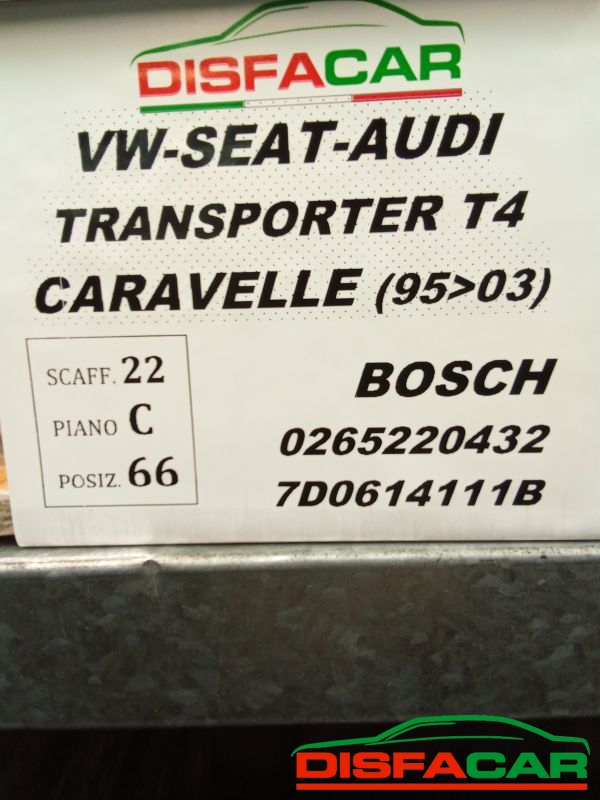 DISFACAR
VW-SEAT-AUDI
TRANSPORTER T4
CARAVELLE (95>03)
SCAFF. 22
PIANO C
POSIZ. 66
BOSCH
0265220432
7D0614111B
DISFACAR